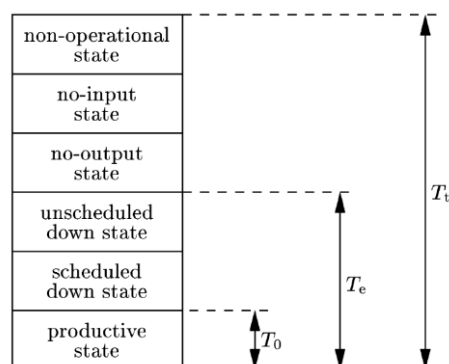 non-operational
state
no-input
state
no-output
state
unscheduled
down state
scheduled
down state
productive
state
T₀
Tₑ
Tₜ